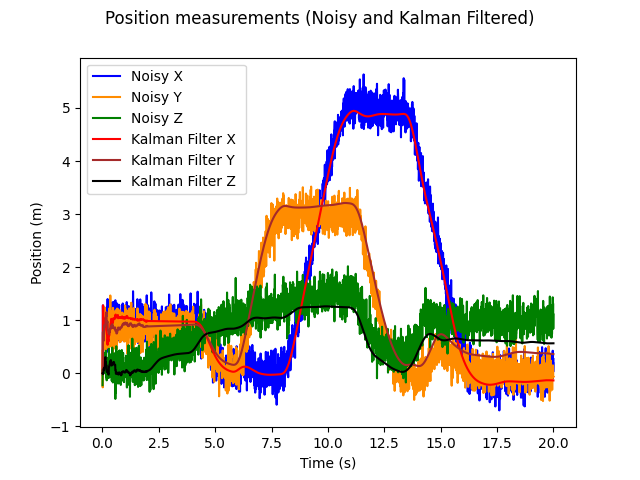 Position measurements (Noisy and Kalman Filtered)
Noisy X
Noisy Y
Noisy Z
Kalman Filter X
Kalman Filter Y
Kalman Filter Z
Position (m)
5
4
3
2
1
0
−1
0.0 2.5 5.0 7.5 10.0 12.5 15.0 17.5 20.0
Time (s)